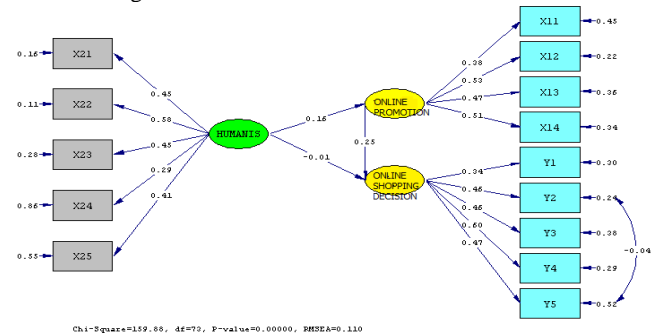 X11
0.45
X21
0.16
0.38
X12
0.22
0.53
ONLINE
PROMOTION
0.45
X22
0.11
0.47
X13
0.36
0.58
0.16
0.51
X14
0.34
HUMANIS
X23
0.28
0.45
0.25
-0.01
0.34
Y1
0.30
0.29
ONLINE
SHOPPING
DECISION
0.46
Y2
0.24
X24
0.86
0.41
0.46
Y3
0.38
-0.04
0.60
Y4
0.29
X25
0.55
0.47
Y5
0.52
Chi-Square=159.88, df=73, P-value=0.00000, RMSEA=0.110